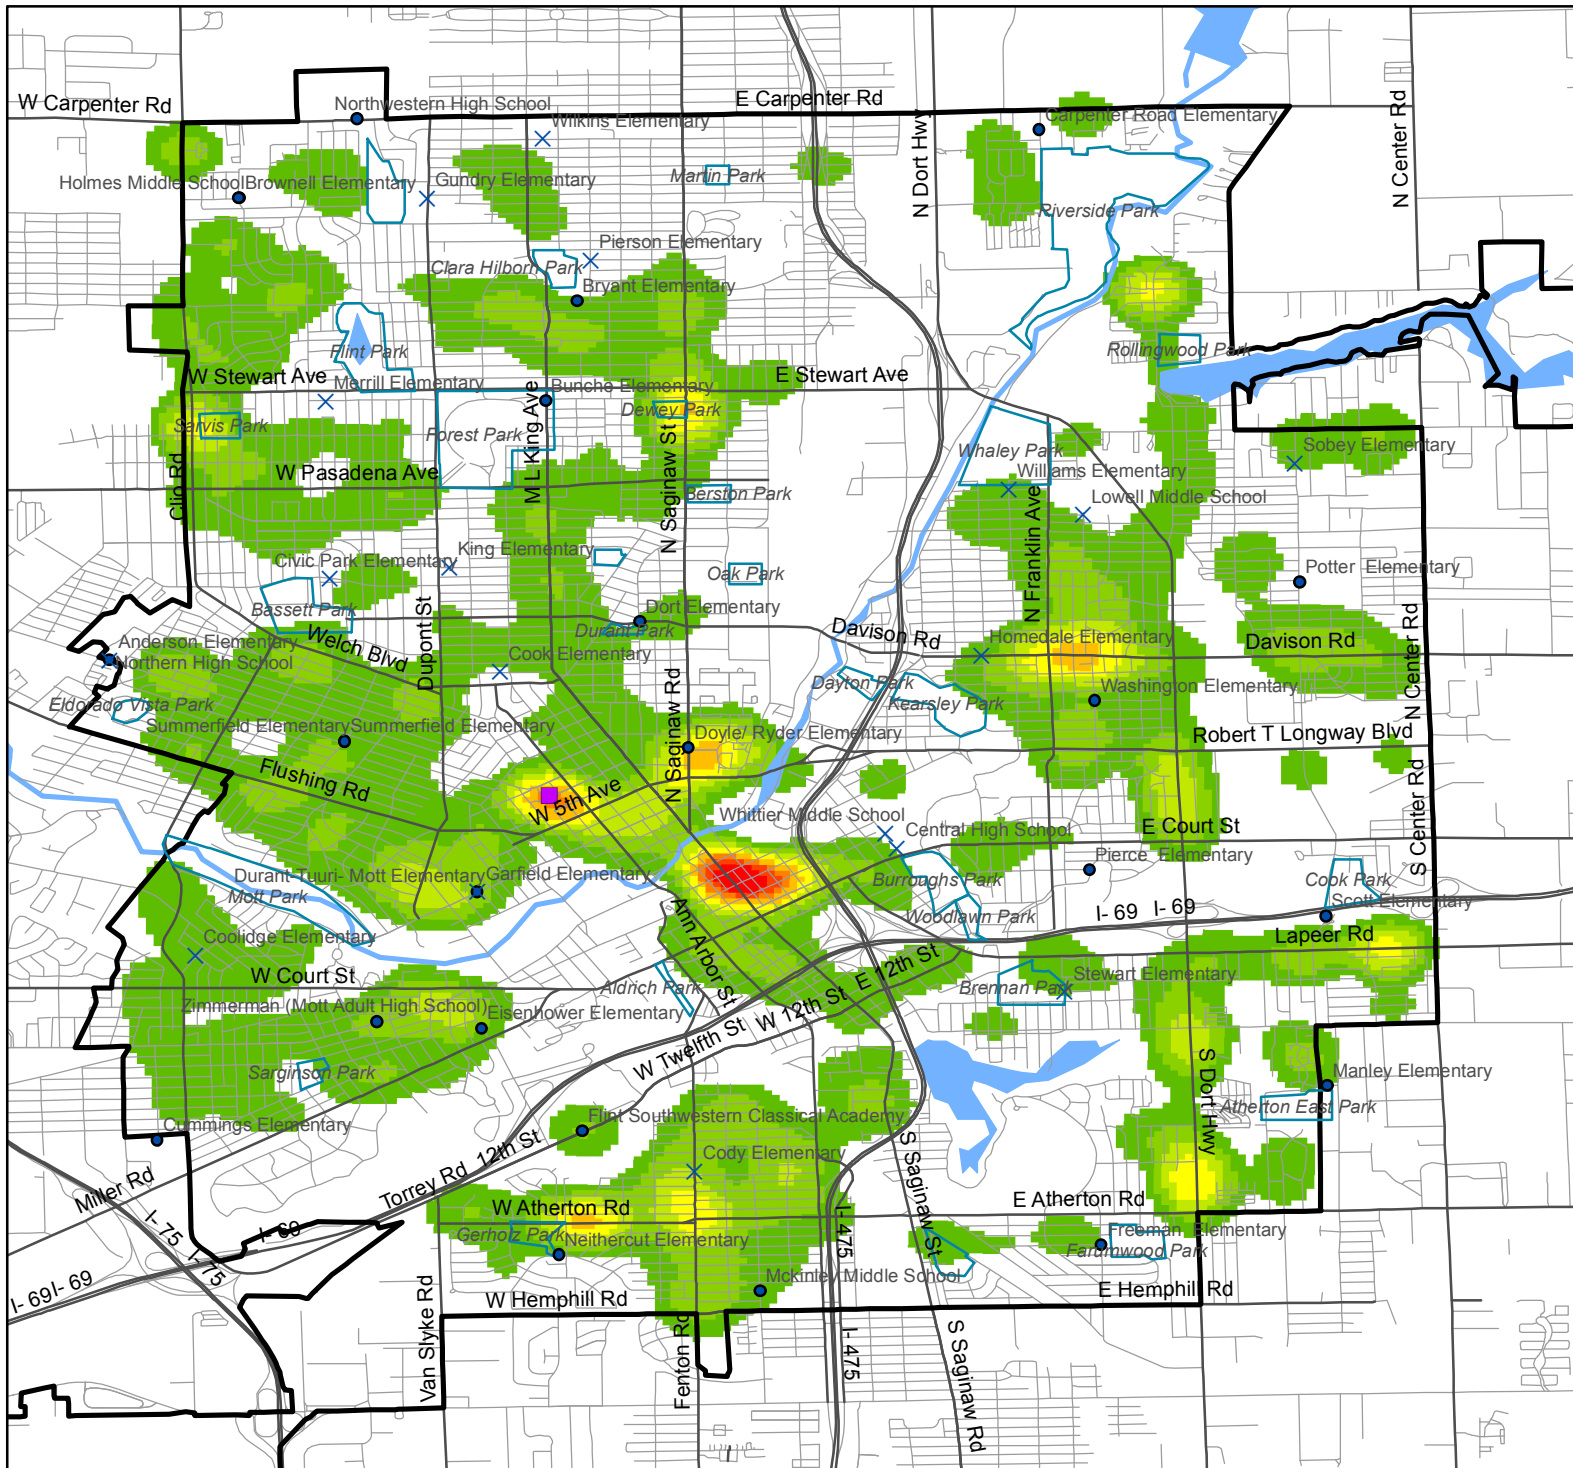 W Carpenter Rd
Northwestern High School
E Carpenter Rd
Wilkins Elementary
Carpenter Road Elementary
N Dort Hwy
N Center Rd
Holmes Middle School
Brownell Elementary
Gundry Elementary
Martin Park
Riverside Park
Pierson Elementary
Clara Hilborn Park
Bryant Elementary
Flint Park
Rollingwood Park
W Stewart Ave
Merrill Elementary
Bunche Elementary
E Stewart Ave
Dewey Park
Sarvis Park
Forest Park
M L King Ave
N Saginaw St
Whaley Park
Sobey Elementary
W Pasadena Ave
Williams Elementary
Clio Rd
Berston Park
Lowell Middle School
N Franklin Ave
Civic Park Elementary
King Elementary
Oak Park
Potter Elementary
Bassett Park
Dort Elementary
Durant Park
Davison Rd
Homedale Elementary
Davison Rd
N Center Rd
Anderson Elementary
Northern High School
Welch Blvd
Dupont St
Cook Elementary
Dayton Park
Kearsley Park
Washington Elementary
Eldorado Vista Park
Summerfield Elementary
Summerfield Elementary
N Saginaw Rd
Doyle/ Ryder Elementary
Robert T Longway Blvd
Flushing Rd
W 5th Ave
Whittier Middle School
Central High School
E Court St
S Center Rd
Pierce Elementary
Durant-Tuuri- Mott Elementary
Garfield Elementary
Mott Park
Burroughs Park
Cook Park
Scott Elementary
Woodlawn Park
I- 69
I- 69
Ann Arbor St
Coolidge Elementary
Lapeer Rd
W Court St
Aldrich Park
E 12th St
Brennan Park
Stewart Elementary
Zimmerman (Mott Adult High School)
Eisenhower Elementary
W 12th St
W Twelfth St
Sarginson Park
S Dort Hwy
Manley Elementary
Atherton East Park
Cummings Elementary
Flint Southwestern Classical Academy
Cody Elementary
S Saginaw St
Miller Rd
Torrey Rd
12th St
W Atherton Rd
E Atherton Rd
I- 75
I- 69
I- 75
Gerholz Park
Neithercut Elementary
I- 475
Freeman Elementary
Farumwood Park
I- 69
I- 69
Van Slyke Rd
W Hemphill Rd
Mckinley Middle School
E Hemphill Rd
Fenton Rd
I- 475
S Saginaw Rd